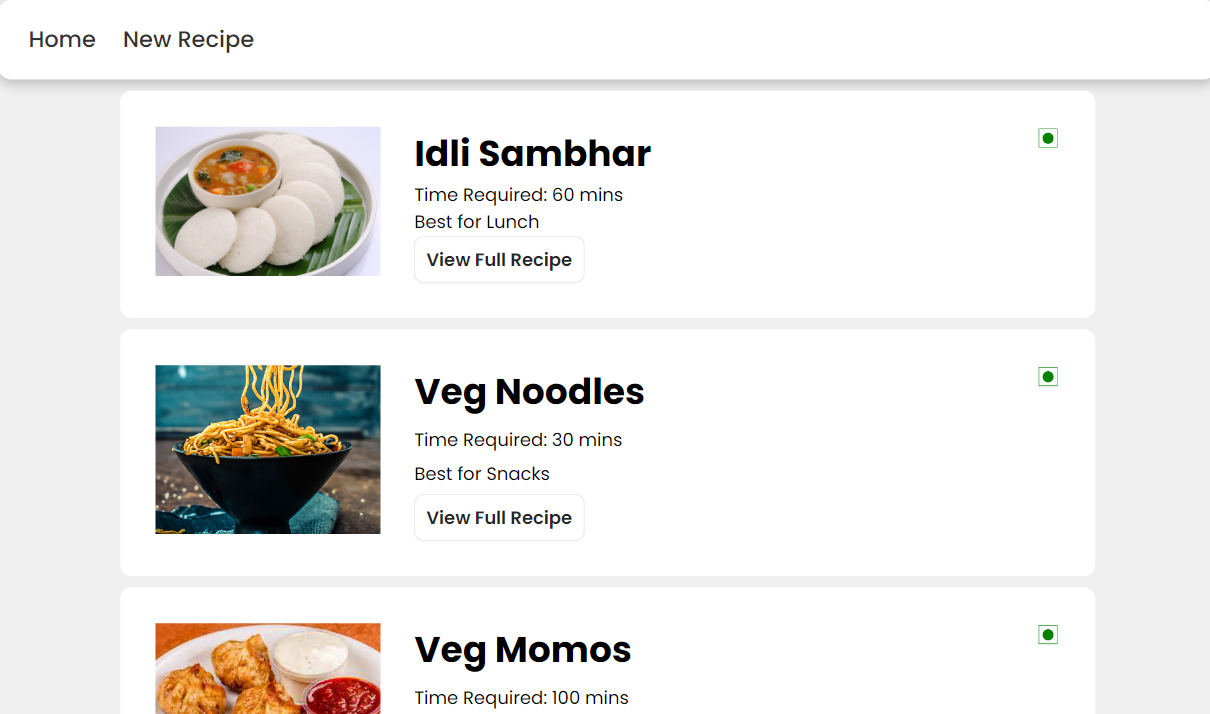 Home New Recipe
Idli Sambhar
Time Required: 60 mins
Best for Lunch
View Full Recipe
Veg Noodles
Time Required: 30 mins
Best for Snacks
View Full Recipe
Veg Momos
Time Required: 100 mins